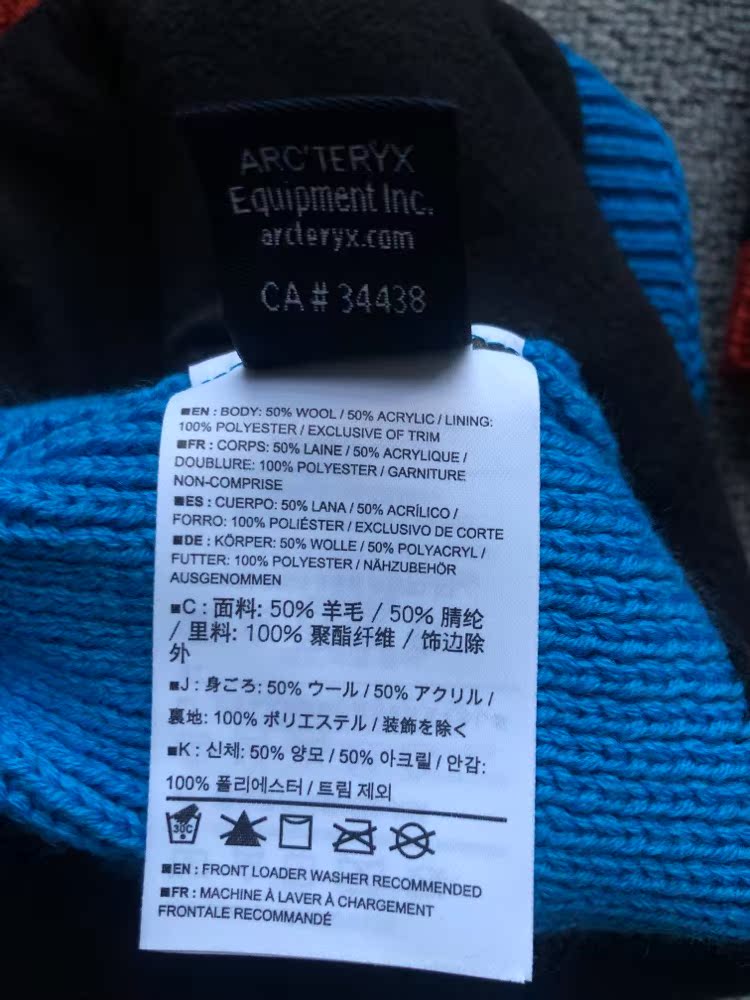 ARC'TERYX
Equipment Inc.
arcteryx.com
CA# 34438
■EN : BODY: 50% WOOL / 50% ACRYLIC / LINING:
100% POLYESTER / EXCLUSIVE OF TRIM
■FR : CORPS: 50% LAINE / 50% ACRYLIQUE /
DOUBLURE: 100% POLYESTER / GARNITURE
NON-COMPRISE
■ES : CUERPO: 50% LANA / 50% ACRÍLICO /
FORRO: 100% POLIÉSTER / EXCLUSIVO DE CORTE
■DE : KÖRPER: 50% WOLLE / 50% POLYACRYL /
FUTTER: 100% POLYESTER / NÄHZUBEHÖR
AUSGENOMMEN
■C : 面料: 50% 羊毛 / 50% 腈纶
/ 里料: 100% 聚酯纤维 / 饰边除
外
■J : 身ごろ: 50% ウール / 50% アクリル /
裏地: 100% ポリエステル / 装飾を除く
■K : 신체: 50% 양모 / 50% 아크릴 / 안감:
100% 폴리에스터 / 트림 제외
30C
■EN : FRONT LOADER WASHER RECOMMENDED
■FR : MACHINE À LAVER À CHARGEMENT
FRONTALE RECOMMANDÉ